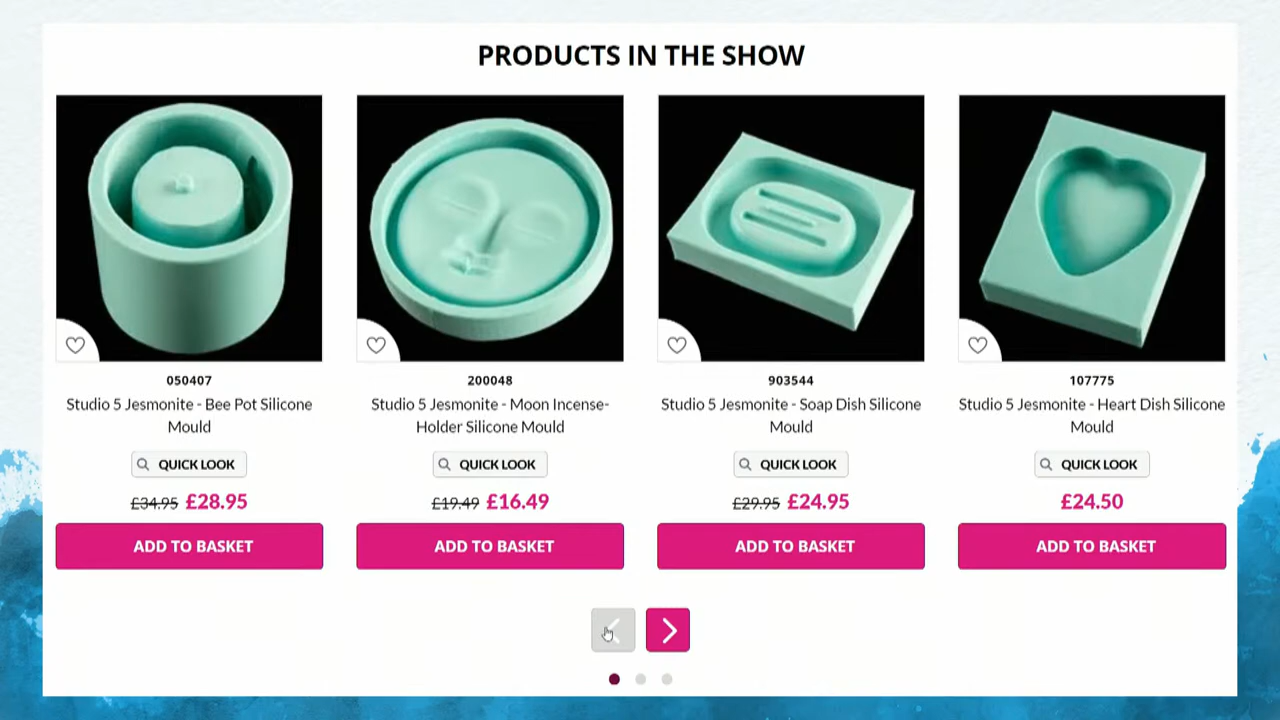 PRODUCTS IN THE SHOW
050407
Studio 5 Jesmonite - Bee Pot Silicone
Mould
QUICK LOOK
£34.95 £28.95
ADD TO BASKET
200048
Studio 5 Jesmonite - Moon Incense-
Holder Silicone Mould
QUICK LOOK
£19.49 £16.49
ADD TO BASKET
903544
Studio 5 Jesmonite - Soap Dish Silicone
Mould
QUICK LOOK
£29.95 £24.95
ADD TO BASKET
107775
Studio 5 Jesmonite - Heart Dish Silicone
Mould
QUICK LOOK
£24.50
ADD TO BASKET